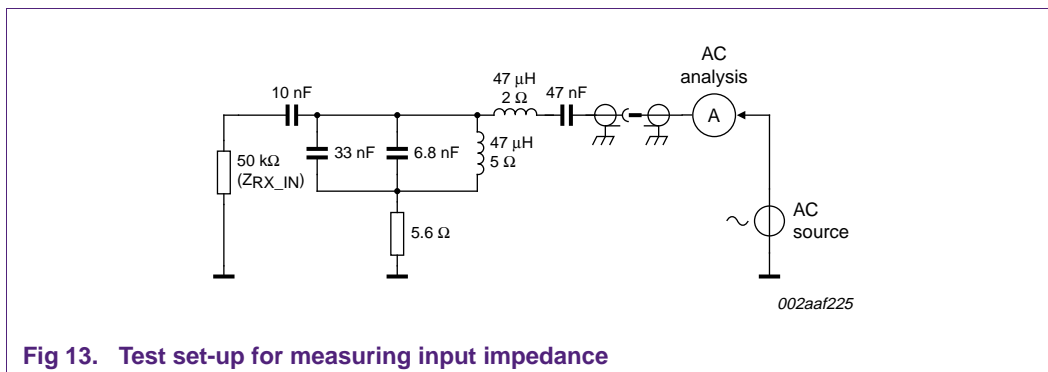 AC
analysis
47 μH
2 Ω
47 nF
10 nF
A
33 nF
6.8 nF
47 μH
5 Ω
50 kΩ
(ZRX_IN)
5.6 Ω
AC
source
002aaf225
Fig 13. Test set-up for measuring input impedance